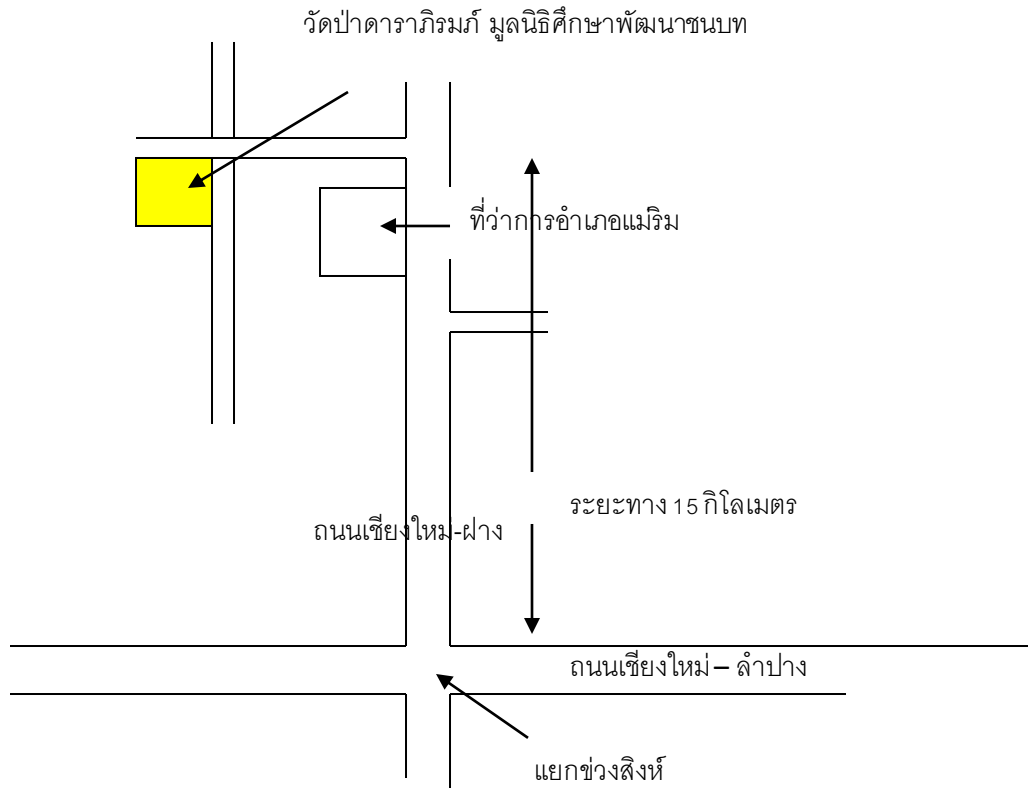 วัดป่าดาราภิรมภ์ มูลนิธิศึกษาพัฒนาชนบท
ที่ว่าการอำเภอแม่ริม
ระยะทาง 15 กิโลเมตร
ถนนเชียงใหม่-ฝาง
ถนนเชียงใหม่ – ลำปาง
แยกข่วงสิงห์